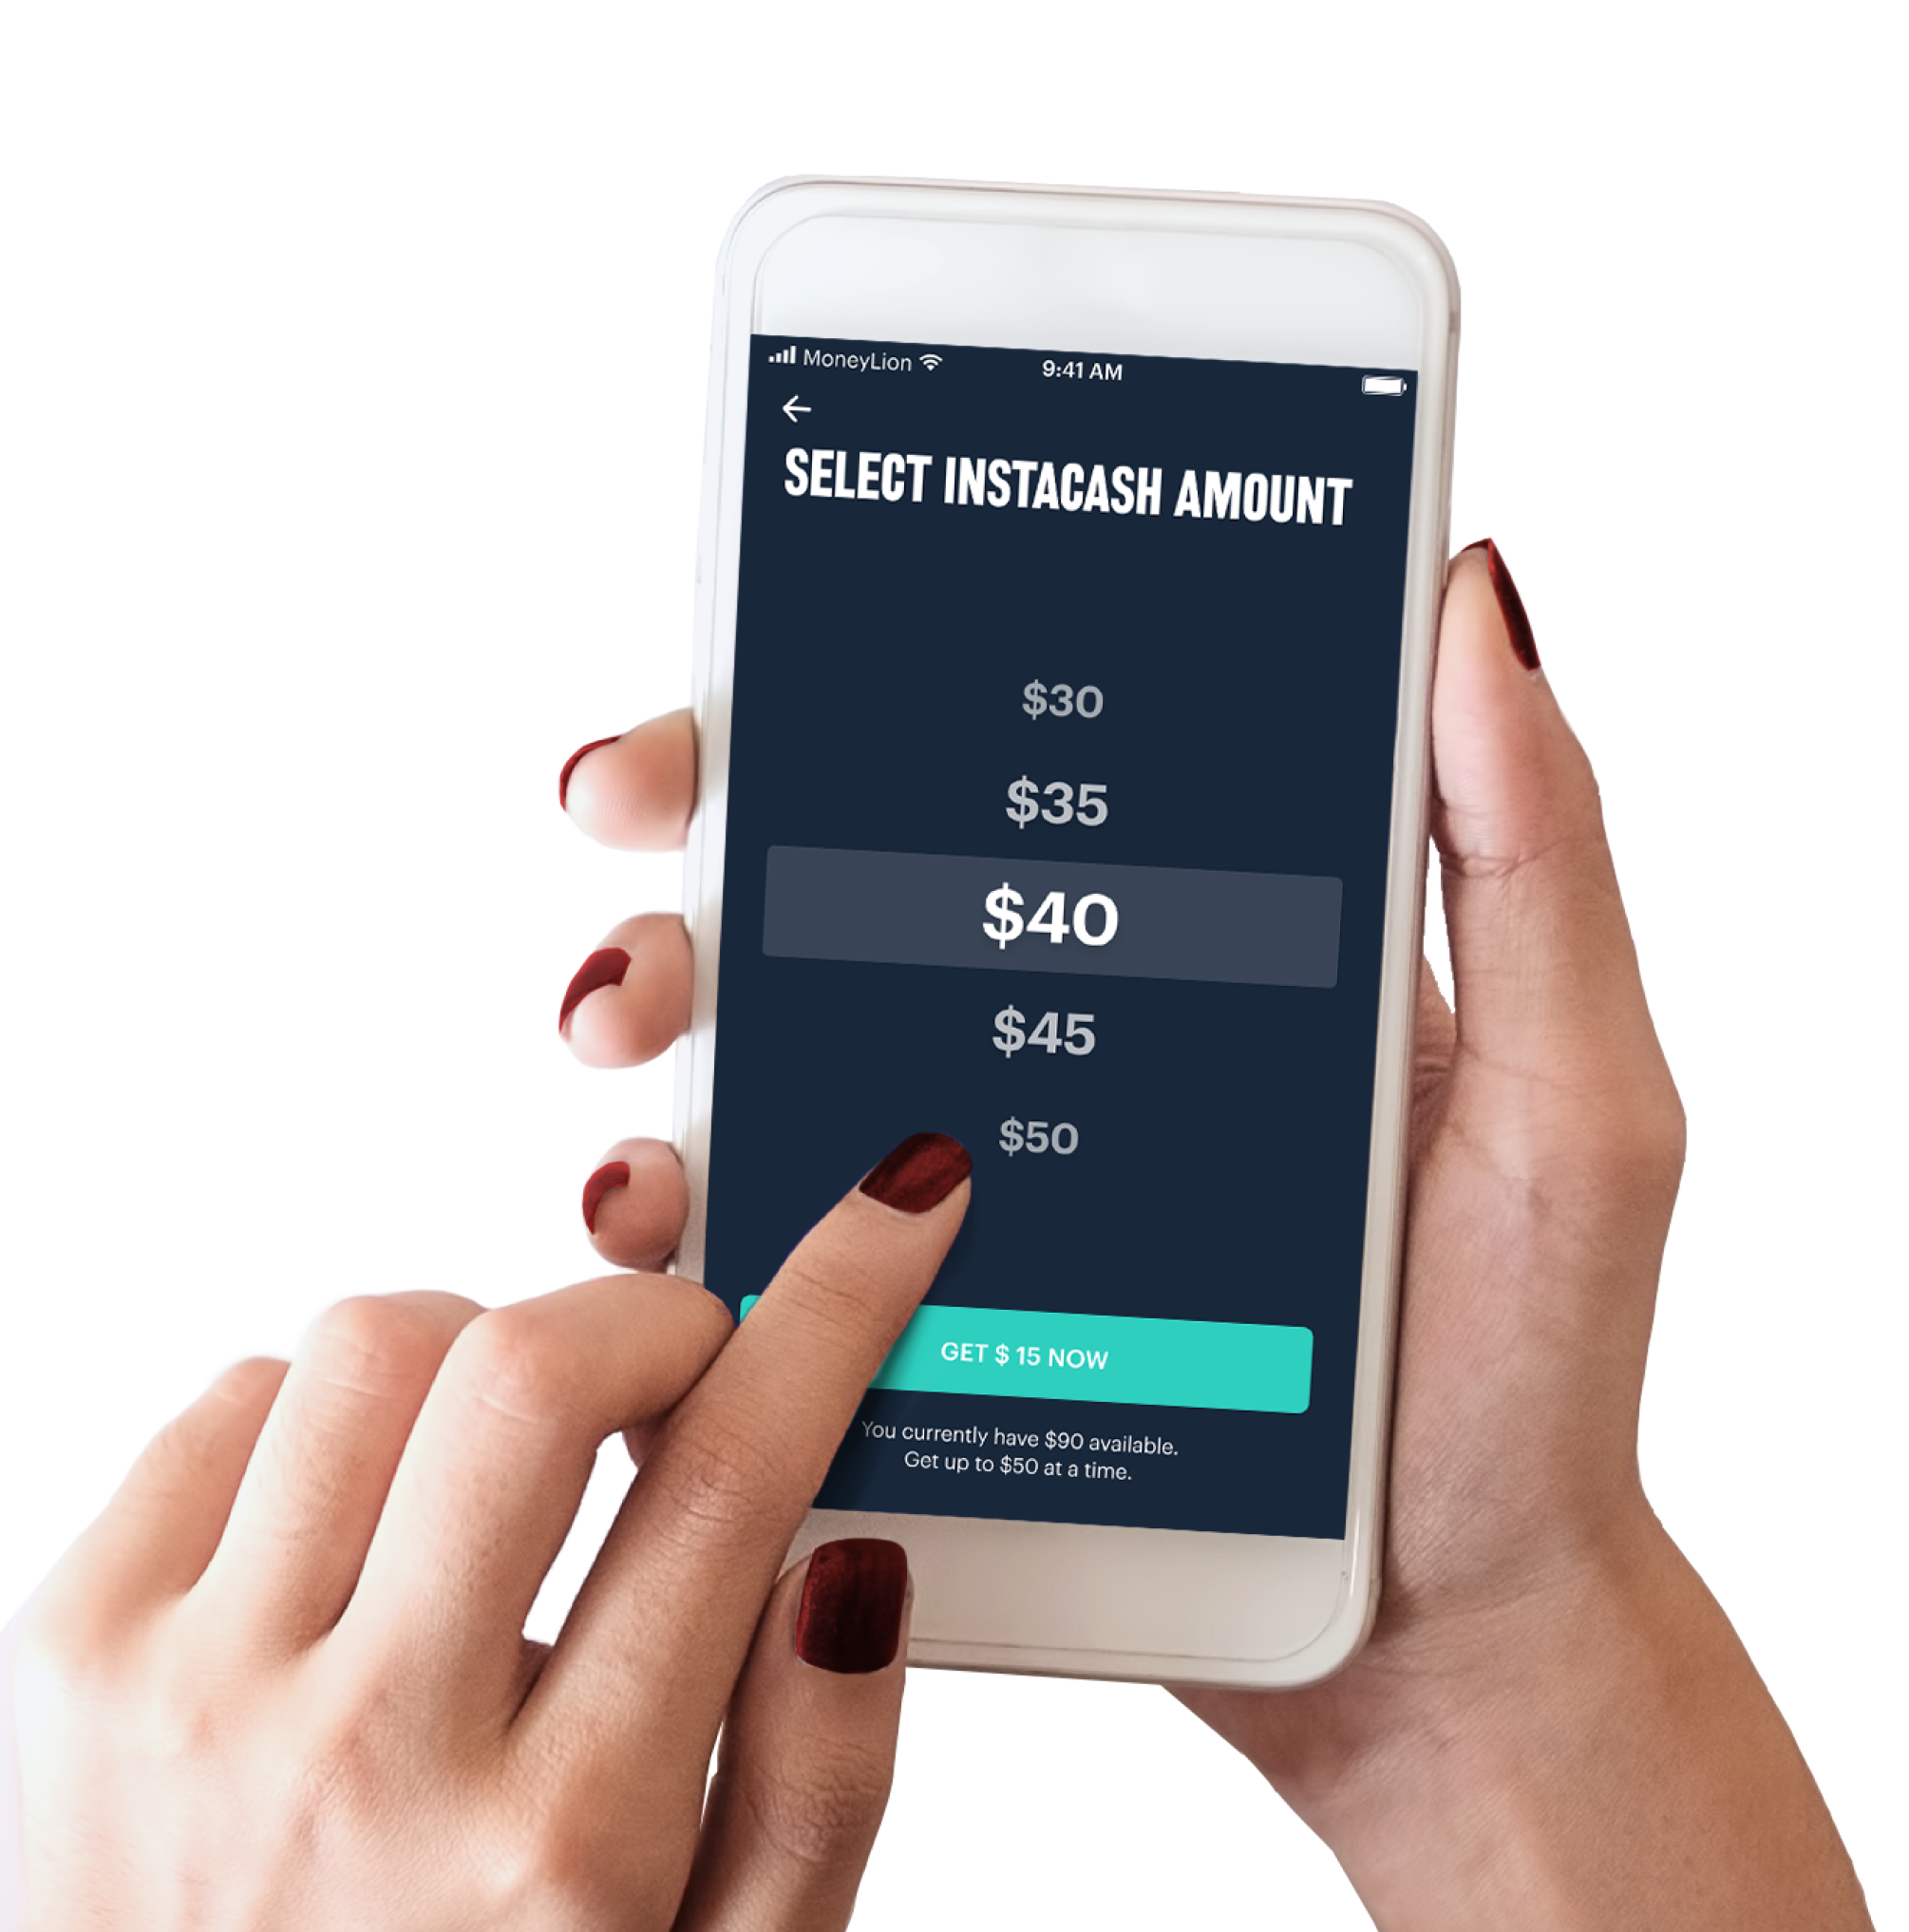 MoneyLion
9:41 AM
SELECT INSTACASH AMOUNT
$30
$35
$40
$45
$50
GET $ 15 NOW
You currently have $90 available.
Get up to $50 at a time.